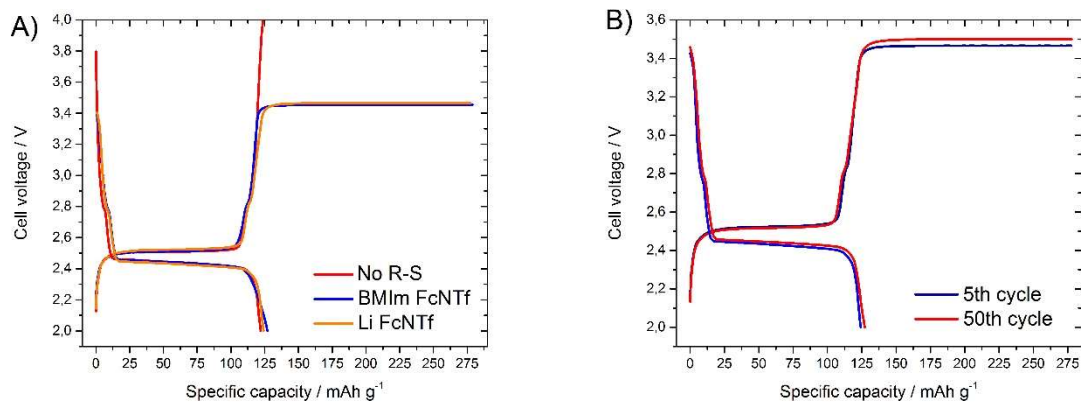 A)
4,0
3,8
3,6
3,4
3,2
3,0
2,8
2,6
2,4
2,2
2,0
Cell voltage / V
No R-S
BMIm FcNTf
Li FcNTf
0 25 50 75 100 125 150 175 200 225 250 275
Specific capacity / mAh g-1
B)
3,6
3,4
3,2
3,0
2,8
2,6
2,4
2,2
2,0
Cell voltage / V
5th cycle
50th cycle
0 25 50 75 100 125 150 175 200 225 250 275
Specific capacity / mAh g-1